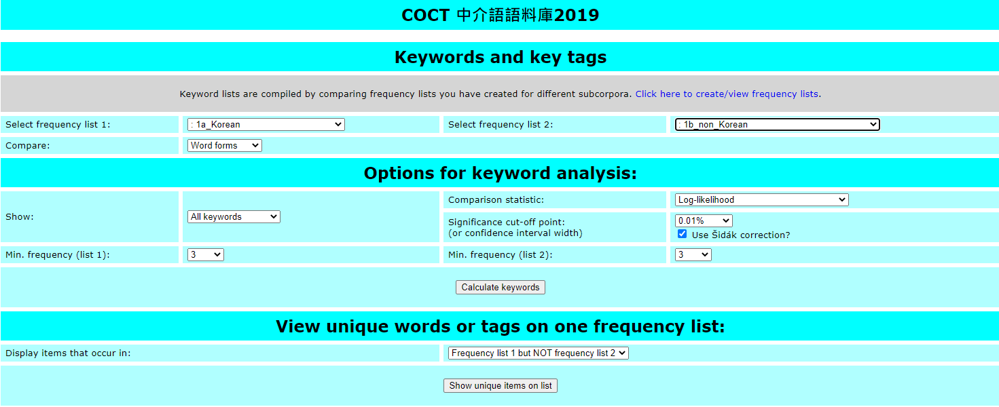 COCT 中介語語料庫2019
Keywords and key tags
Keyword lists are compiled by comparing frequency lists you have created for different subcorpora. Click here to create/view frequency lists.
Select frequency list 1: : 1a_Korean Select frequency list 2: : 1b_non_Korean
Compare: Word forms
Options for keyword analysis:
Show: All keywords
Comparison statistic: Log-likelihood
Significance cut-off point: 0.01%
(or confidence interval width) Use Šidák correction?
Min. frequency (list 1): 3 Min. frequency (list 2): 3
Calculate keywords
View unique words or tags on one frequency list:
Display items that occur in: Frequency list 1 but NOT frequency list 2
Show unique items on list